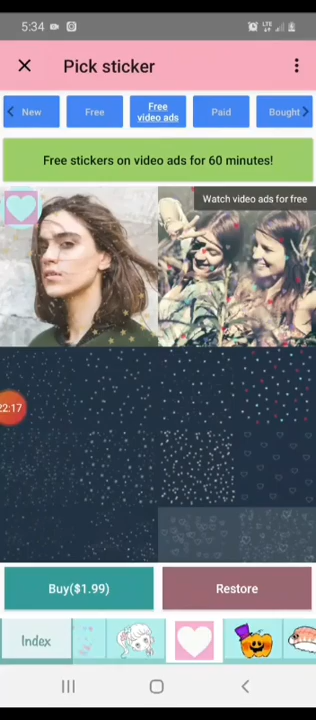 5:34
LTE
Pick sticker
New
Free
Free
video ads
Paid
Bought
Free stickers on video ads for 60 minutes!
Watch video ads for free
22:17
Buy($1.99)
Restore
Index